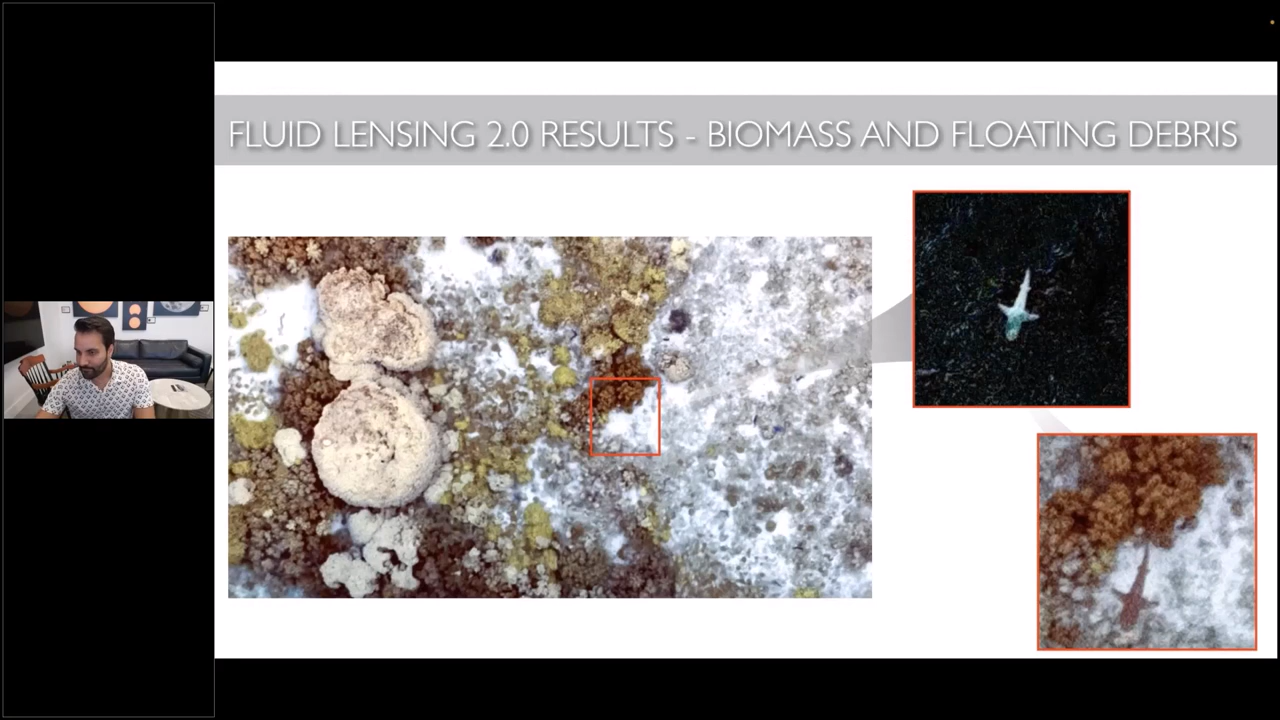 FLUID LENSING 2.0 RESULTS - BIOMASS AND FLOATING DEBRIS